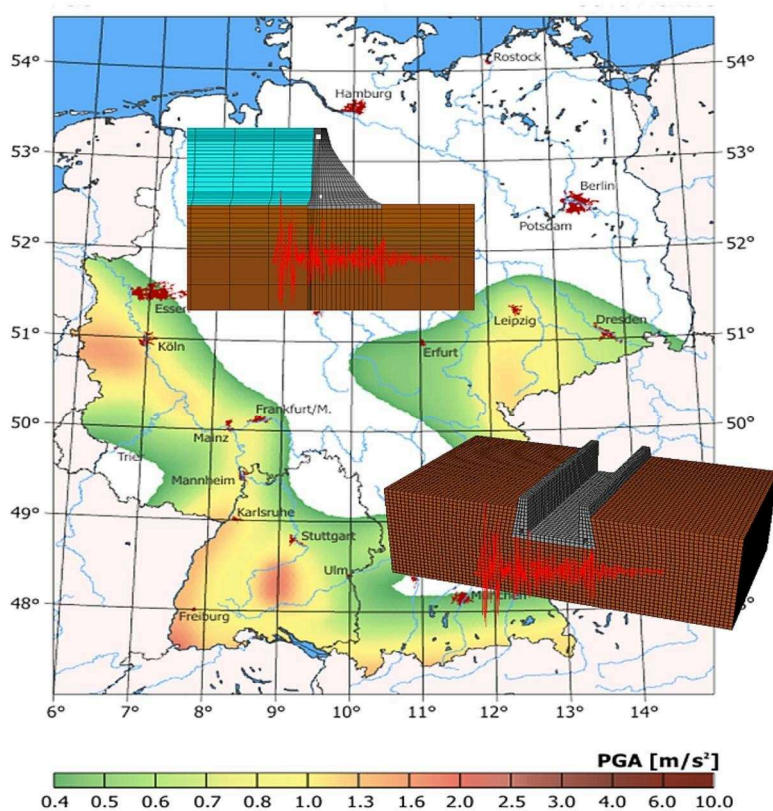 54°
54°
Rostock
Hamburg
53°
53°
Berlin
Potsdam
52°
52°
Essen
Leipzig
Dresden
51°
51°
Köln
Erfurt
Frankfurt/M.
50°
50°
Mainz
Trie
Mannheim
49°
Karlsruhe
Stuttgart
Ulm
48°
München
Freiburg
6° 7° 8° 9° 10° 11° 12° 13° 14°
PGA [m/s²]
0.4 0.5 0.6 0.7 0.8 1.0 1.3 1.6 2.0 2.5 3.0 4.0 6.0 10.0